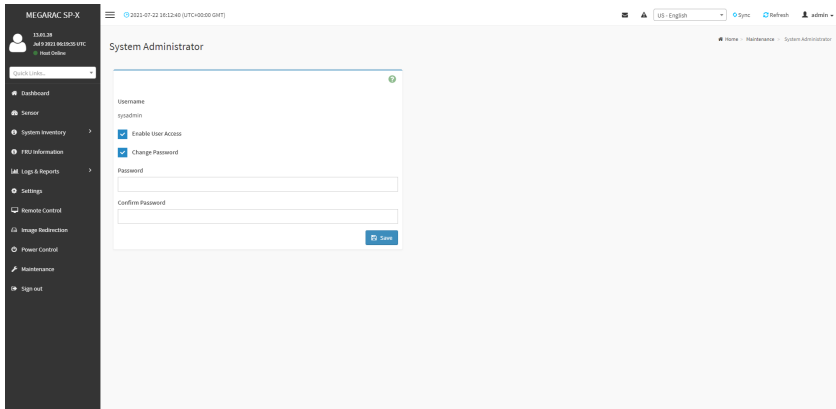 MEGARAC SP-X
2021-07-22 16:12:40 (UTC+00:00 GMT)
US - English
Sync
Refresh
admin
13.01.28
Jul 9 2021 06:19:35 UTC
Host Online
Quick Links...
Dashboard
Sensor
System Inventory
FRU Information
Logs & Reports
Settings
Remote Control
Image Redirection
Power Control
Maintenance
Sign out
System Administrator
Home > Maintenance > System Administrator
Username
sysadmin
Enable User Access
Change Password
Password
Confirm Password
Save